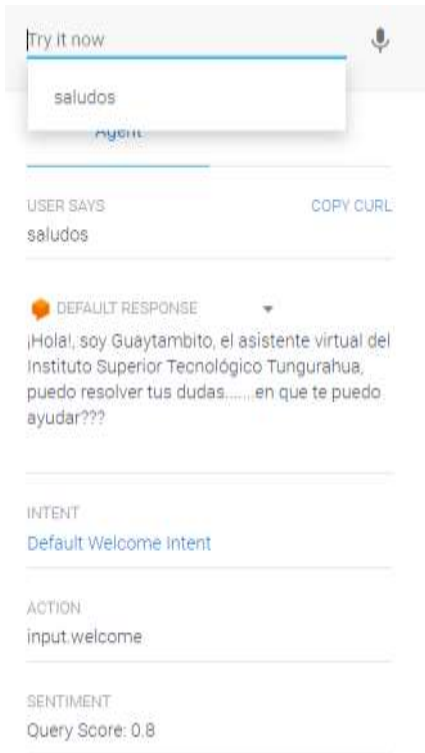 Try it now
saludos
Agent
USER SAYS COPY CURL
saludos
DEFAULT RESPONSE
¡Hola!, soy Guaytambito, el asistente virtual del
Instituto Superior Tecnológico Tungurahua,
puedo resolver tus dudas.......en que te puedo
ayudar???
INTENT
Default Welcome Intent
ACTION
input.welcome
SENTIMENT
Query Score: 0.8